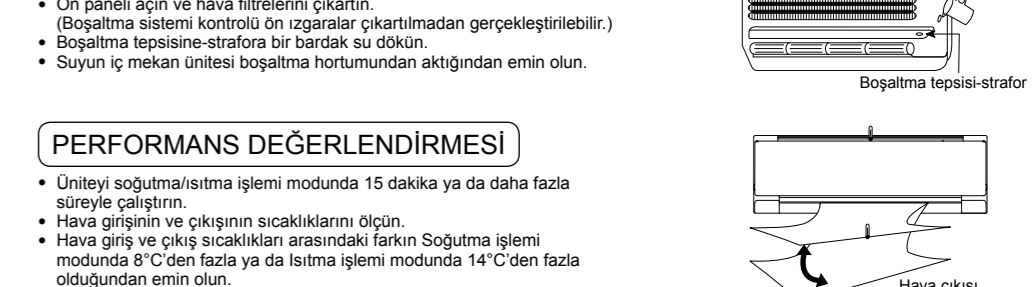 • Ön paneli açın ve hava filtrelerini çıkartın.
(Boşaltma sistemi kontrolü ön ızgaralar çıkartılmadan gerçekleştirilebilir.)
• Boşaltma tepsisine-strafora bir bardak su dökün.
• Suyun iç mekan ünitesi boşaltma hortumundan aktığından emin olun.
Boşaltma tepsisi-strafor
PERFORMANS DEĞERLENDİRMESİ
• Üniteyi soğutma/ısıtma işlemi modunda 15 dakika ya da daha fazla
süreyle çalıştırın.
• Hava girişinin ve çıkışının sıcaklıklarını ölçün.
• Hava giriş ve çıkış sıcaklıkları arasındaki farkın Soğutma işlemi
modunda 8°C’den fazla ya da Isıtma işlemi modunda 14°C’den fazla
olduğundan emin olun.
Hava çıkışı